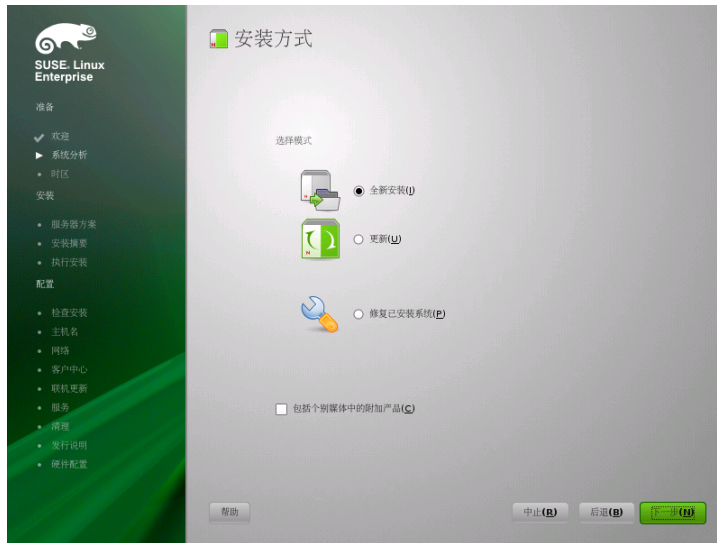 SUSE. Linux
Enterprise
准备
欢迎
系统分析
时区
安装
服务器方案
安装摘要
执行安装
配置
检查安装
主机名
网络
客户中心
联机更新
服务
清理
发行说明
硬件配置
安装方式
选择模式
全新安装(I)
更新(U)
修复已安装系统(P)
包括个别媒体中的附加产品(C)
帮助
中止(R)
后退(B)
下一步(N)